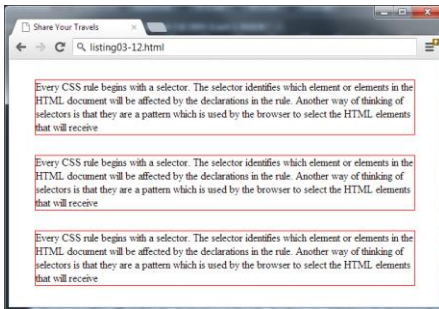 Share Your Travels
listing03-12.html
Every CSS rule begins with a selector. The selector identifies which element or elements in the
HTML document will be affected by the declarations in the rule. Another way of thinking of
selectors is that they are a pattern which is used by the browser to select the HTML elements
that will receive
Every CSS rule begins with a selector. The selector identifies which element or elements in the
HTML document will be affected by the declarations in the rule. Another way of thinking of
selectors is that they are a pattern which is used by the browser to select the HTML elements
that will receive
Every CSS rule begins with a selector. The selector identifies which element or elements in the
HTML document will be affected by the declarations in the rule. Another way of thinking of
selectors is that they are a pattern which is used by the browser to select the HTML elements
that will receive